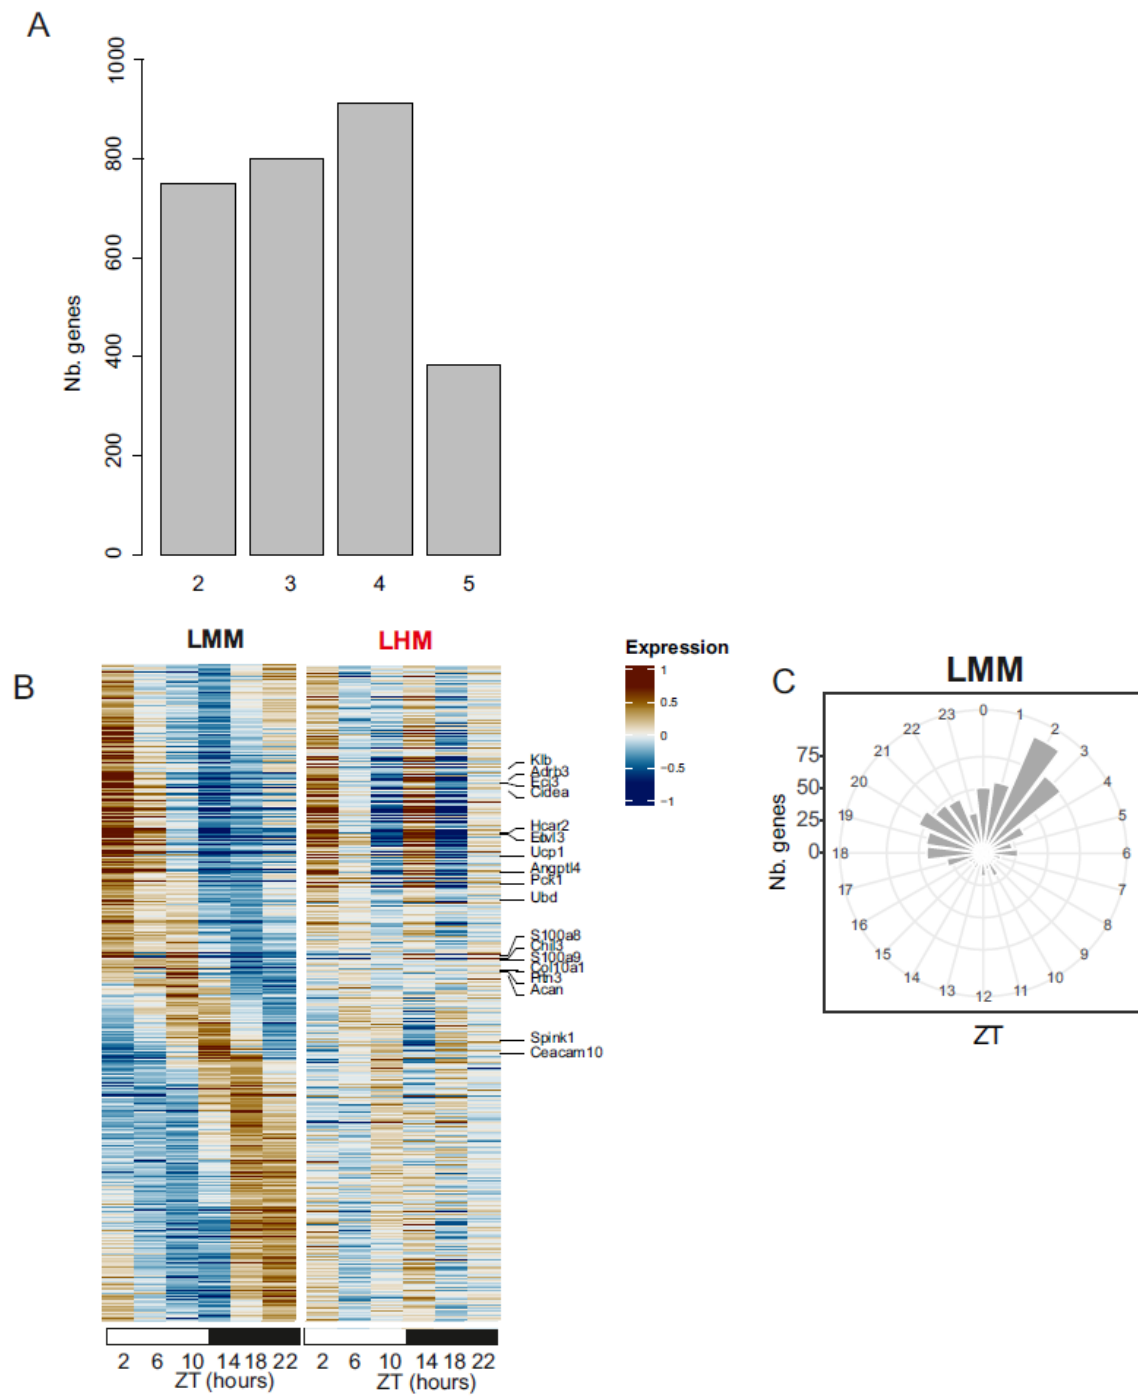 A
1000
800
600
400
200
0
Nb. genes
2 3 4 5
B
LMM
LHM
Expression
1
0.5
0
−0.5
−1
Klb
Adrb3
Eci3
Cidea
Hcar2
Ucp1
Angptl4
Pck1
Ubd
S100a8
Chil3
S100a9
Col10a1
Acan
Spink1
Ceacam10
2 6 10 14 18 22
ZT (hours)
2 6 10 14 18 22
ZT (hours)
C
LMM
75
50
25
0
Nb. genes
0
1
2
3
4
5
6
7
8
9
10
11
12
13
14
15
16
17
18
19
20
21
22
23
ZT